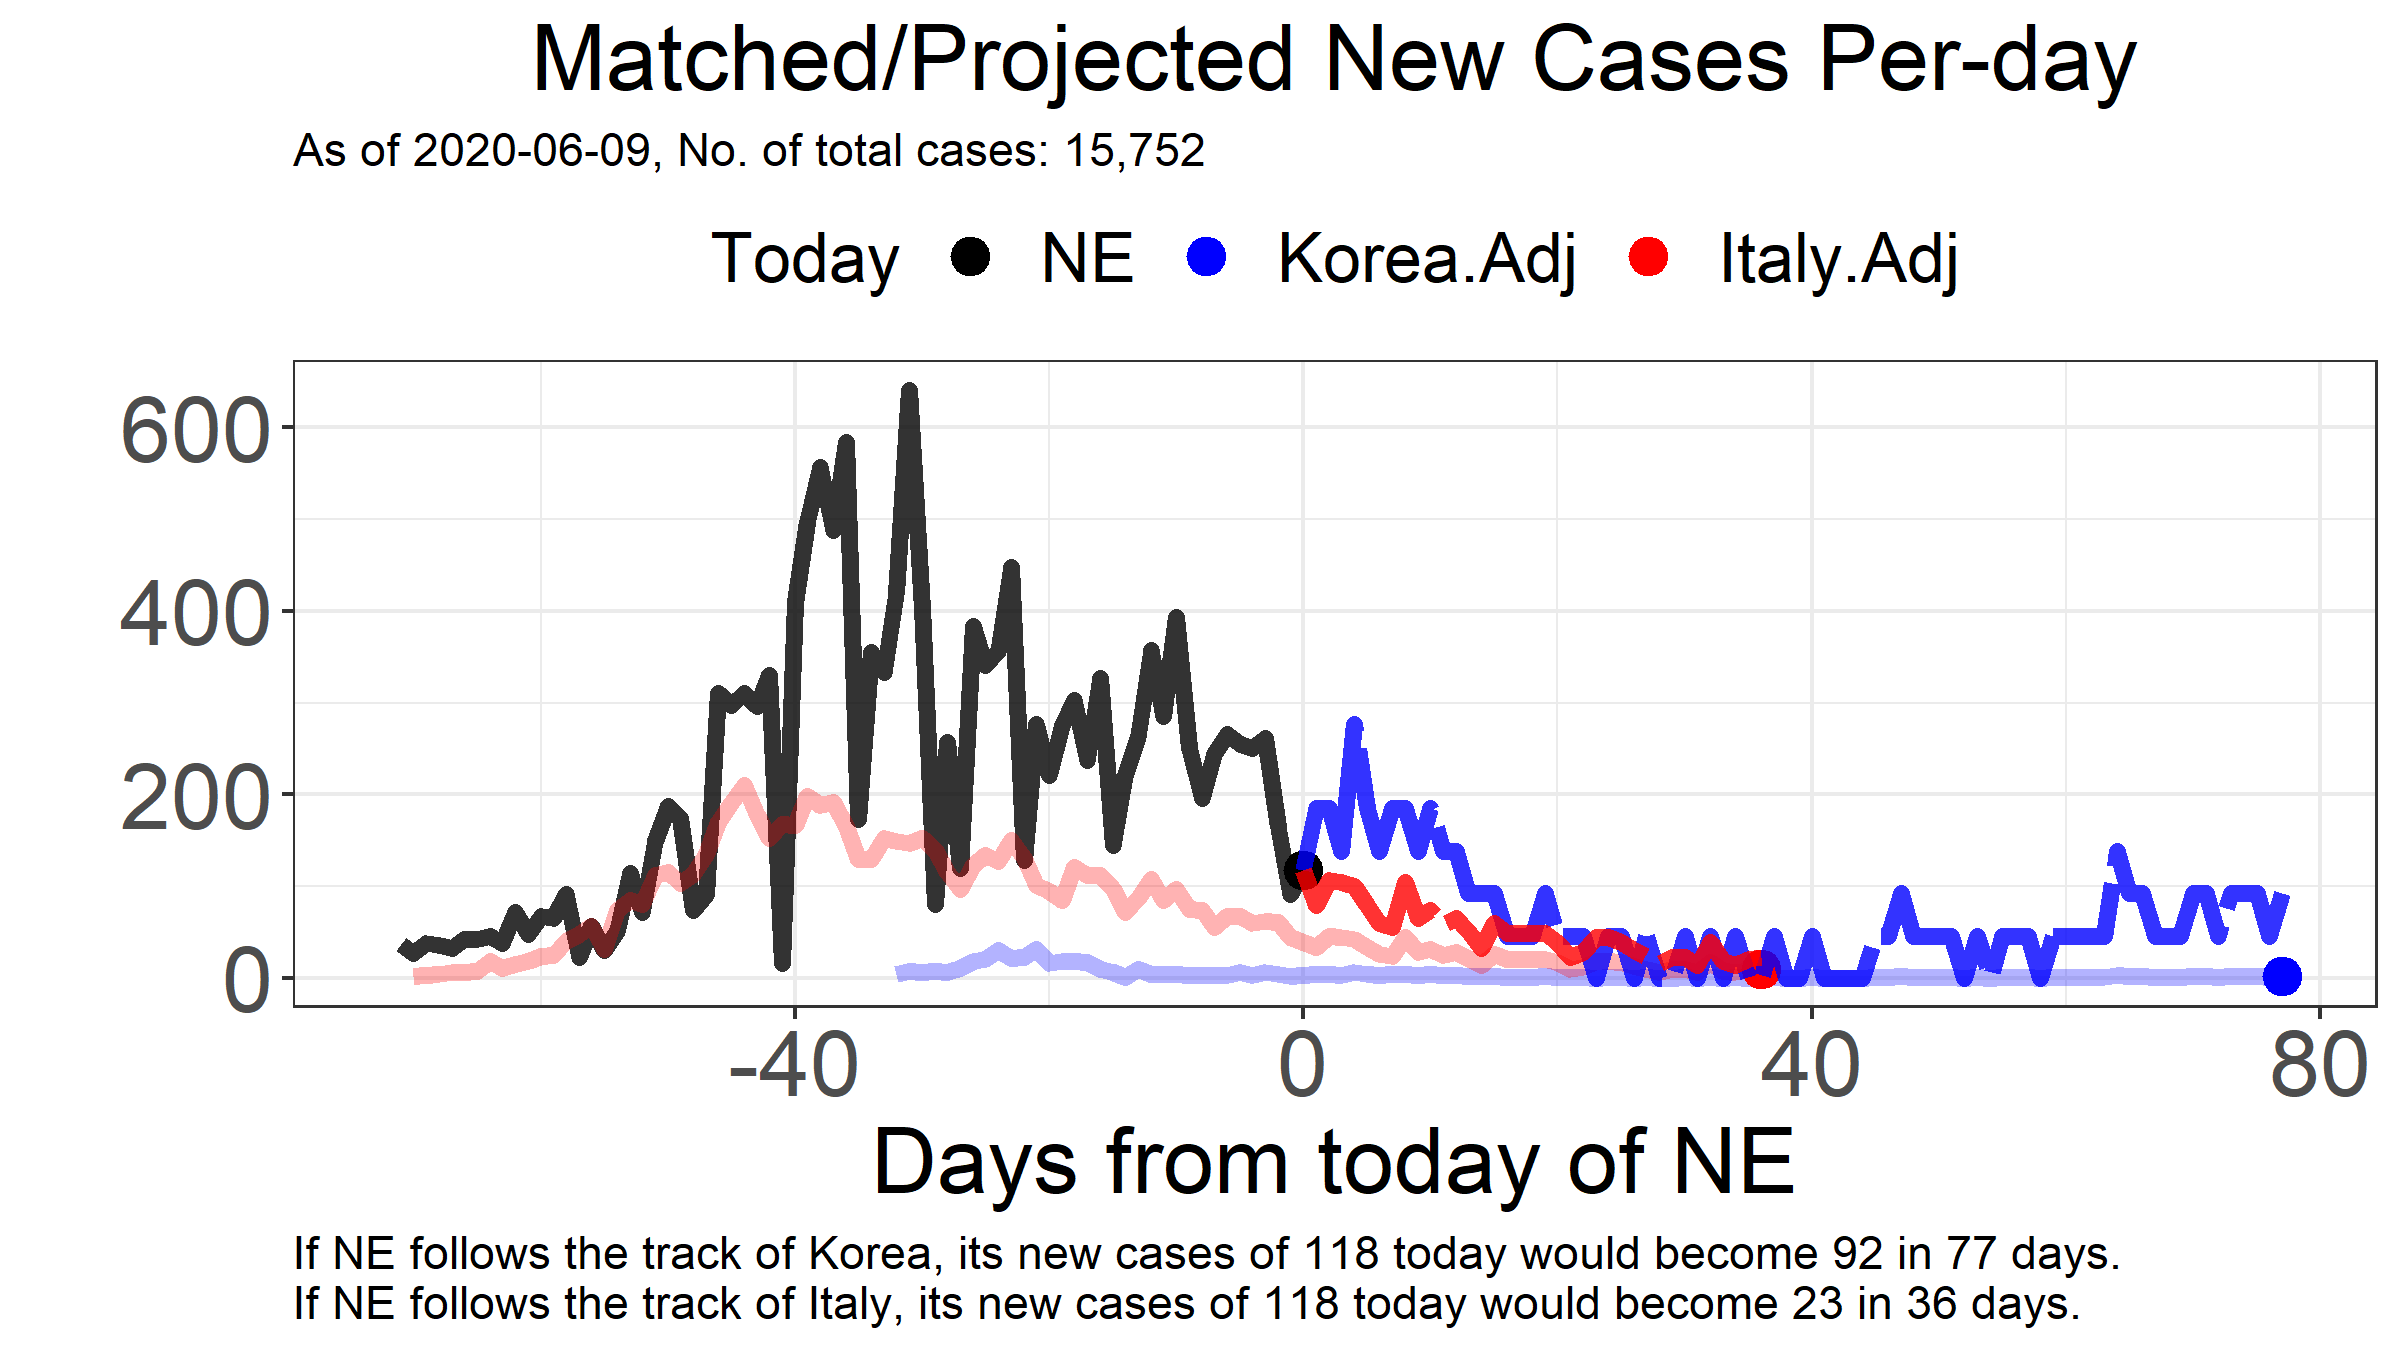 Matched/Projected New Cases Per-day
As of 2020-06-09, No. of total cases: 15,752
Today NE Korea.Adj Italy.Adj
600
400
200
0
-40 0 40 80
Days from today of NE
If NE follows the track of Korea, its new cases of 118 today would become 92 in 77 days.
If NE follows the track of Italy, its new cases of 118 today would become 23 in 36 days.